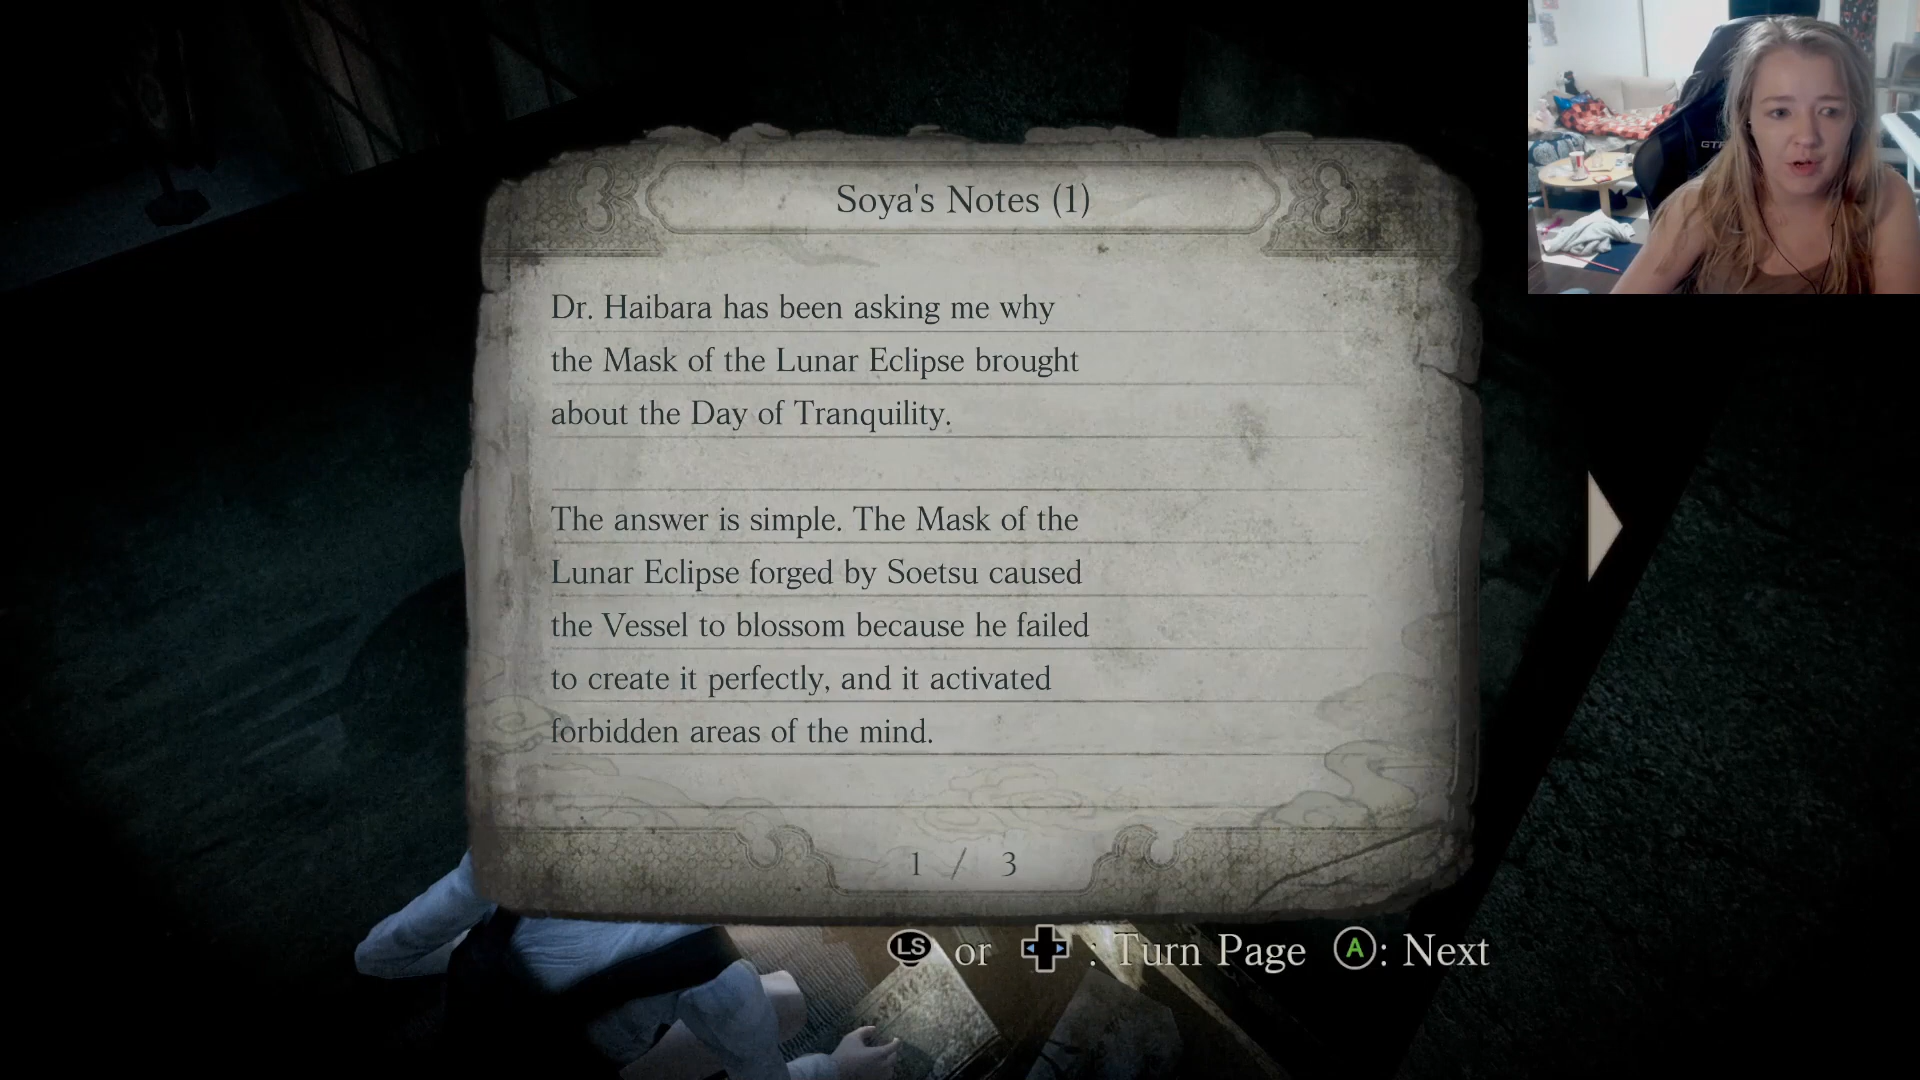 Soya's Notes (1)
Dr. Haibara has been asking me why
the Mask of the Lunar Eclipse brought
about the Day of Tranquility.
The answer is simple. The Mask of the
Lunar Eclipse forged by Soetsu caused
the Vessel to blossom because he failed
to create it perfectly, and it activated
forbidden areas of the mind.
1 / 3
LS or : Turn Page A: Next